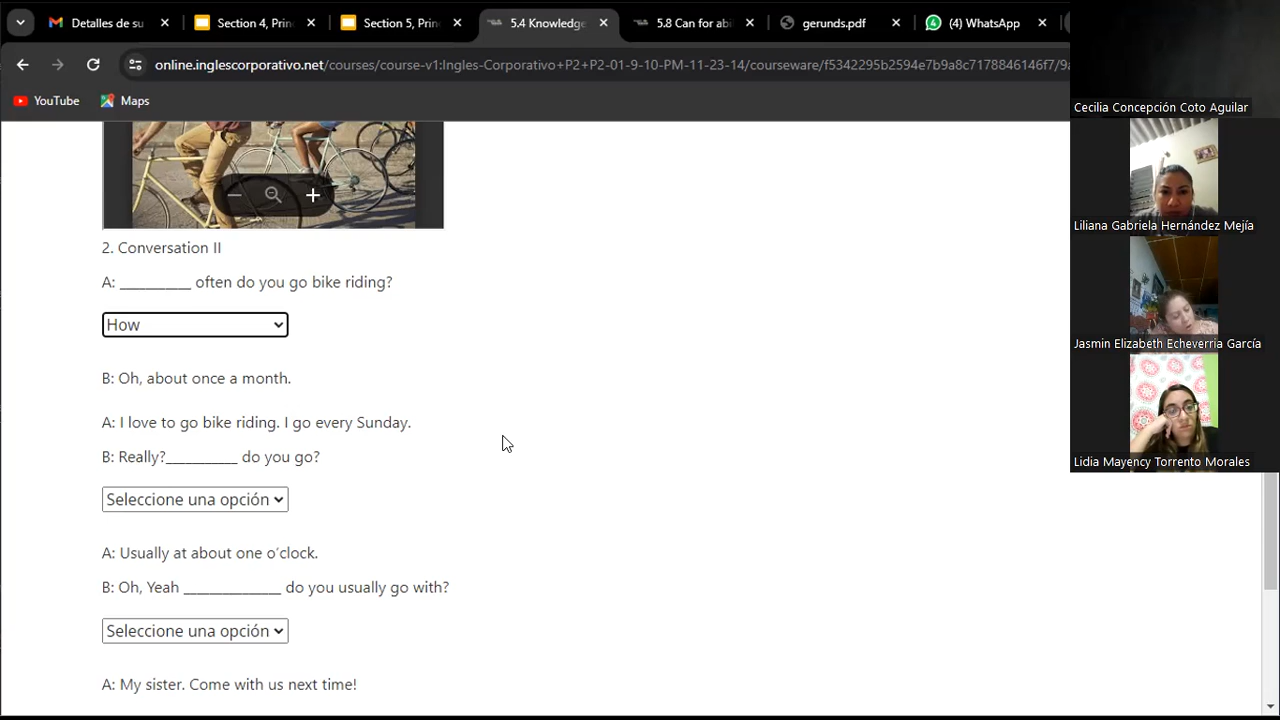 Detalles de su
Section 4, Prin
Section 5, Prin
5.4 Knowledge
5.8 Can for abi
gerunds.pdf
(4) WhatsApp
online.inglescorporativo.net/courses/course-v1:Ingles-Corporativo+P2+P2-01-9-10-PM-11-23-14/courseware/f5342295b2594e7b9a8c7178846146f7/9a
YouTube
Maps
2. Conversation II
A: ___________ often do you go bike riding?
How
B: Oh, about once a month.
A: I love to go bike riding. I go every Sunday.
B: Really?___________ do you go?
Seleccione una opción
A: Usually at about one o´clock.
B: Oh, Yeah _______________ do you usually go with?
Seleccione una opción
A: My sister. Come with us next time!
Cecilia Concepción Coto Aguilar
Liliana Gabriela Hernández Mejía
Jasmin Elizabeth Echeverria García
Lidia Mayency Torrento Morales